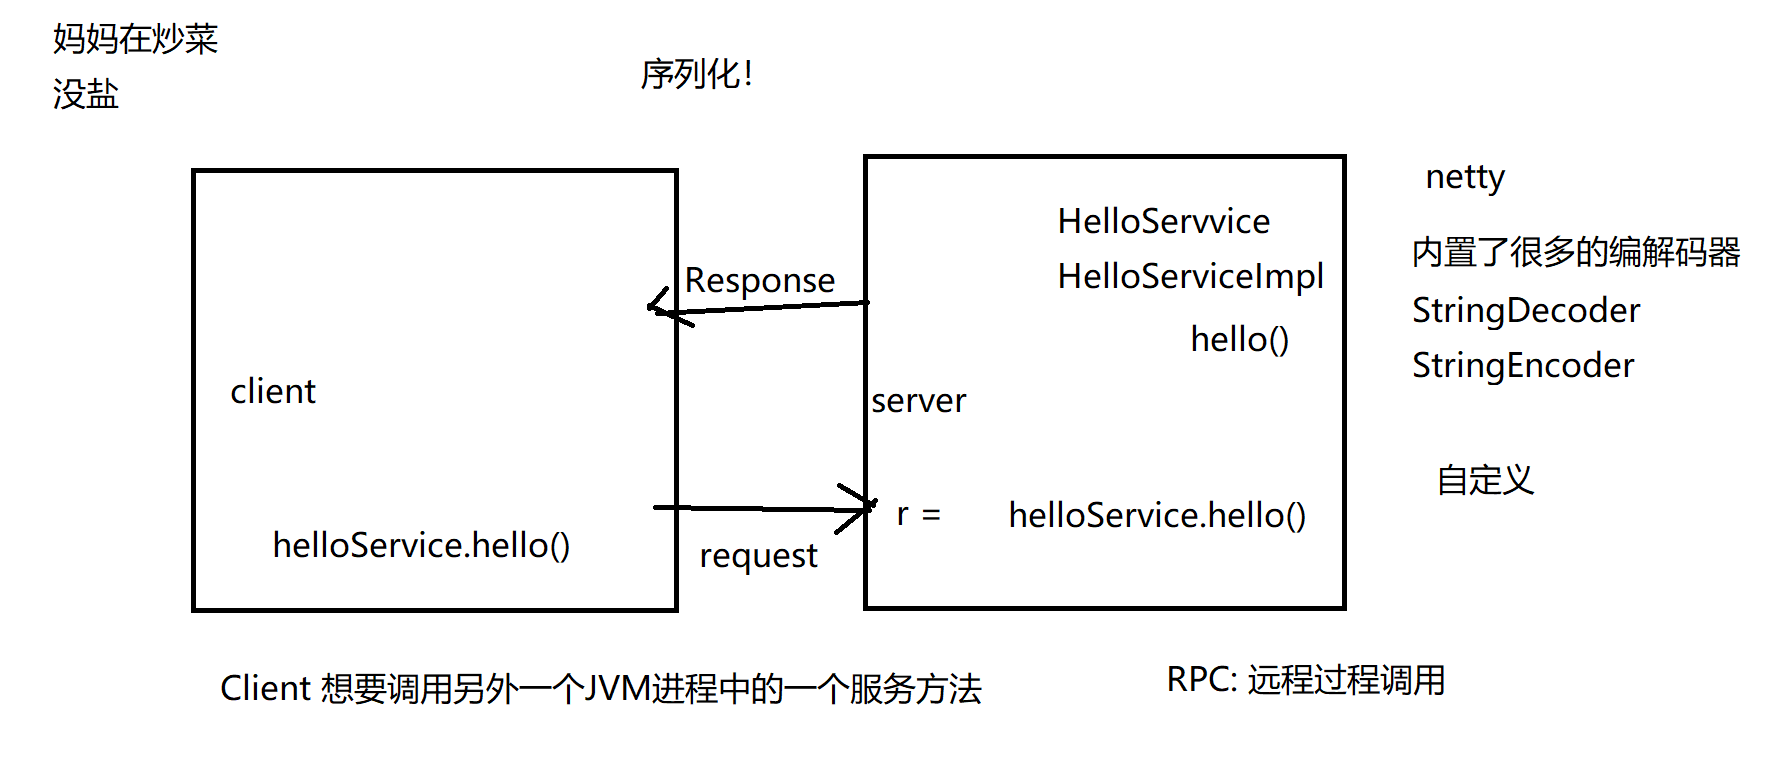 妈妈在炒菜
没盐
序列化！
netty
HelloServvice
内置了很多的编解码器
HelloServiceImpl
Response
StringDecoder
hello()
StringEncoder
client
server
自定义
r =
helloService.hello()
helloService.hello()
request
Client 想要调用另外一个JVM进程中的一个服务方法
RPC: 远程过程调用